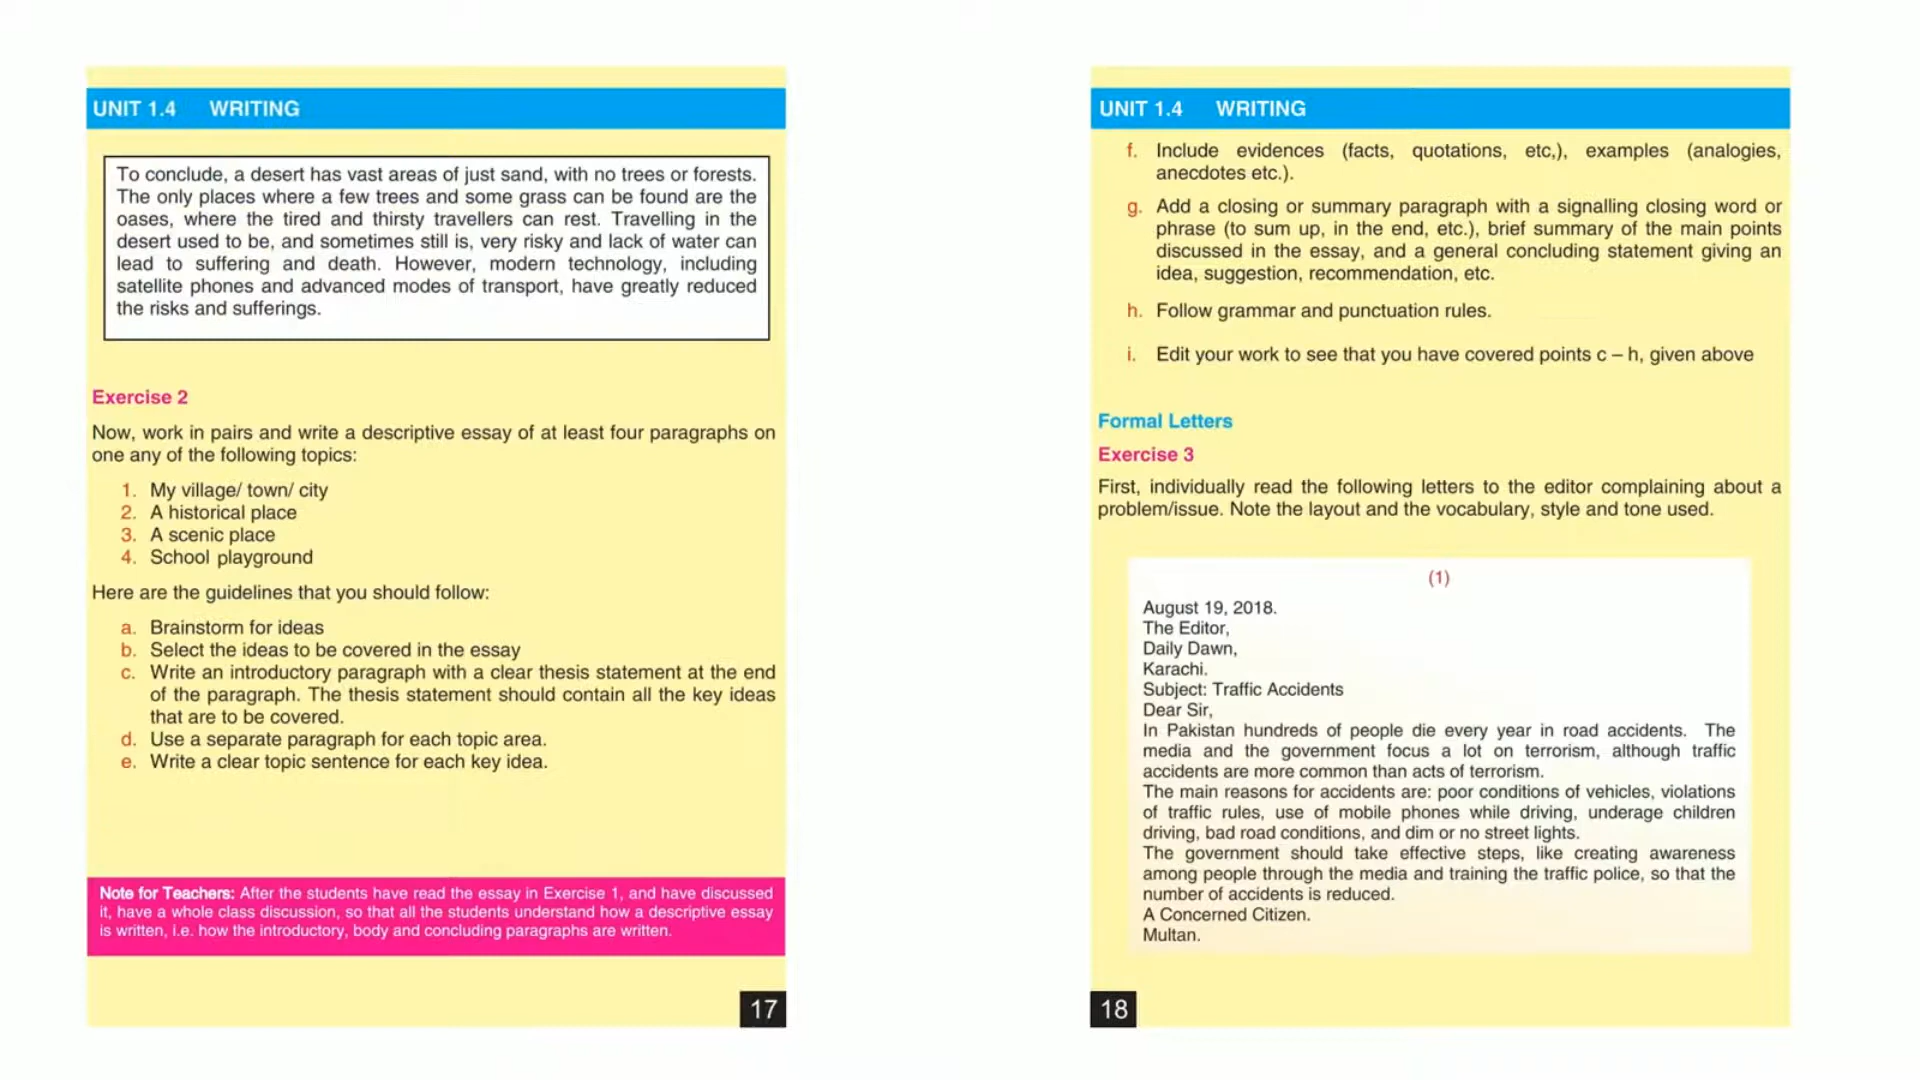 UNIT 1.4 WRITING
To conclude, a desert has vast areas of just sand, with no trees or forests.
The only places where a few trees and some grass can be found are the
oases, where the tired and thirsty travellers can rest. Travelling in the
desert used to be, and sometimes still is, very risky and lack of water can
lead to suffering and death. However, modern technology, including
satellite phones and advanced modes of transport, have greatly reduced
the risks and sufferings.
Exercise 2
Now, work in pairs and write a descriptive essay of at least four paragraphs on
one any of the following topics:
1. My village/ town/ city
2. A historical place
3. A scenic place
4. School playground
Here are the guidelines that you should follow:
a. Brainstorm for ideas
b. Select the ideas to be covered in the essay
c. Write an introductory paragraph with a clear thesis statement at the end
of the paragraph. The thesis statement should contain all the key ideas
that are to be covered.
d. Use a separate paragraph for each topic area.
e. Write a clear topic sentence for each key idea.
Note for Teachers: After the students have read the essay in Exercise 1, and have discussed
it, have a whole class discussion, so that all the students understand how a descriptive essay
is written, i.e. how the introductory, body and concluding paragraphs are written.
17
UNIT 1.4 WRITING
f. Include evidences (facts, quotations, etc,), examples (analogies,
anecdotes etc.).
g. Add a closing or summary paragraph with a signalling closing word or
phrase (to sum up, in the end, etc.), brief summary of the main points
discussed in the essay, and a general concluding statement giving an
idea, suggestion, recommendation, etc.
h. Follow grammar and punctuation rules.
i. Edit your work to see that you have covered points c – h, given above
Formal Letters
Exercise 3
First, individually read the following letters to the editor complaining about a
problem/issue. Note the layout and the vocabulary, style and tone used.
(1)
August 19, 2018.
The Editor,
Daily Dawn,
Karachi.
Subject: Traffic Accidents
Dear Sir,
In Pakistan hundreds of people die every year in road accidents. The
media and the government focus a lot on terrorism, although traffic
accidents are more common than acts of terrorism.
The main reasons for accidents are: poor conditions of vehicles, violations
of traffic rules, use of mobile phones while driving, underage children
driving, bad road conditions, and dim or no street lights.
The government should take effective steps, like creating awareness
among people through the media and training the traffic police, so that the
number of accidents is reduced.
A Concerned Citizen.
Multan.
18